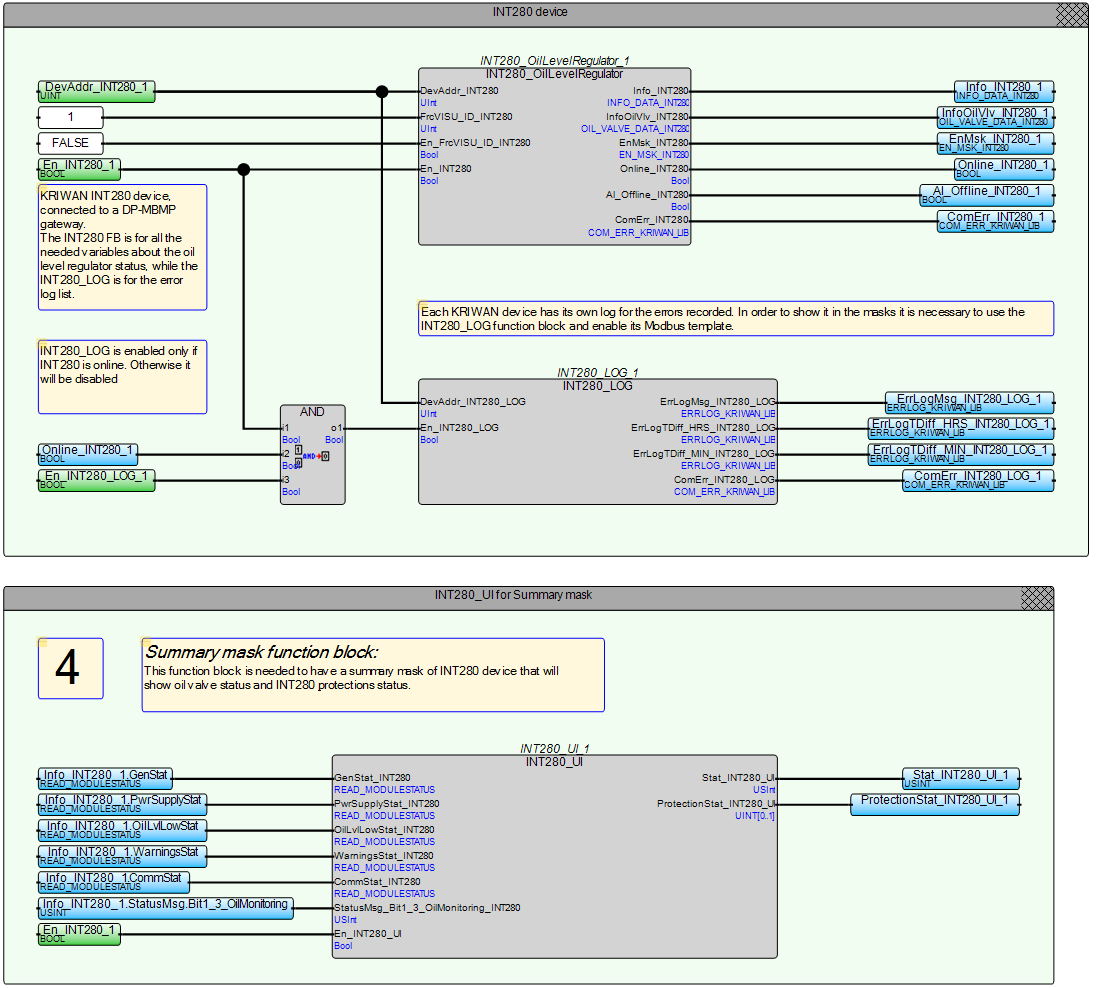 INT280 device
INT280_OilLevelRegulator_1
INT280_OilLevelRegulator
DevAddr_INT280_1
UINT
1
FALSE
En_INT280_1
BOOL
DevAddr_INT280
UInt
FrcVISU_ID_INT280
UInt
En_FrcVISU_ID_INT280
Bool
En_INT280
Bool
Info_INT280
INFO_DATA_INT280
InfoOilVlv_INT280
OIL_VALVE_DATA_INT280
EnMsk_INT280
EN_MSK_INT280
Online_INT280
Bool
Al_Offline_INT280
Bool
ComErr_INT280
COM_ERR_KRIWAN_LIB
Info_INT280_1
INFO_DATA_INT280
InfoOilVlv_INT280_1
OIL_VALVE_DATA_INT280
EnMsk_INT280_1
EN_MSK_INT280
Online_INT280_1
BOOL
Al_Offline_INT280_1
BOOL
ComErr_INT280_1
COM_ERR_KRIWAN_LIB
KRIWAN INT280 device,
connected to a DP-MBMP
gateway.
The INT280 FB is for all the
needed variables about the oil
level regulator status, while the
INT280_LOG is for the error
log list.
Each KRIWAN device has its own log for the errors recorded. In order to show it in the masks it is necessary to use the
INT280_LOG function block and enable its Modbus template.
INT280_LOG is enabled only if
INT280 is online. Otherwise it
will be disabled
Online_INT280_1
BOOL
En_INT280_LOG_1
BOOL
AND
i1
Bool
i2
Bool
i3
Bool
o1
Bool
1
0
AND
0
INT280_LOG_1
INT280_LOG
DevAddr_INT280_LOG
UInt
En_INT280_LOG
Bool
ErrLogMsg_INT280_LOG
ERRLOG_KRIWAN_LIB
ErrLogTDiff_HRS_INT280_LOG
ERRLOG_KRIWAN_LIB
ErrLogTDiff_MIN_INT280_LOG
ERRLOG_KRIWAN_LIB
ComErr_INT280_LOG
COM_ERR_KRIWAN_LIB
ErrLogMsg_INT280_LOG_1
ERRLOG_KRIWAN_LIB
ErrLogTDiff_HRS_INT280_LOG_1
ERRLOG_KRIWAN_LIB
ErrLogTDiff_MIN_INT280_LOG_1
ERRLOG_KRIWAN_LIB
ComErr_INT280_LOG_1
COM_ERR_KRIWAN_LIB
INT280_UI for Summary mask
4
Summary mask function block:
This function block is needed to have a summary mask of INT280 device that will
show oil valve status and INT280 protections status.
INT280_UI_1
INT280_UI
Info_INT280_1.GenStat
READ_MODULESTATUS
Info_INT280_1.PwrSupplyStat
READ_MODULESTATUS
Info_INT280_1.OilLvlLowStat
READ_MODULESTATUS
Info_INT280_1.WarningsStat
READ_MODULESTATUS
Info_INT280_1.CommStat
READ_MODULESTATUS
Info_INT280_1.StatusMsg.Bit1_3_OilMonitoring
USINT
En_INT280_1
BOOL
GenStat_INT280
READ_MODULESTATUS
PwrSupplyStat_INT280
READ_MODULESTATUS
OilLvlLowStat_INT280
READ_MODULESTATUS
WarningsStat_INT280
READ_MODULESTATUS
CommStat_INT280
READ_MODULESTATUS
StatusMsg_Bit1_3_OilMonitoring_INT280
USInt
En_INT280_UI
Bool
Stat_INT280_UI
USInt
ProtectionStat_INT280_UI
UINT[0..1]
Stat_INT280_UI_1
USINT
ProtectionStat_INT280_UI_1